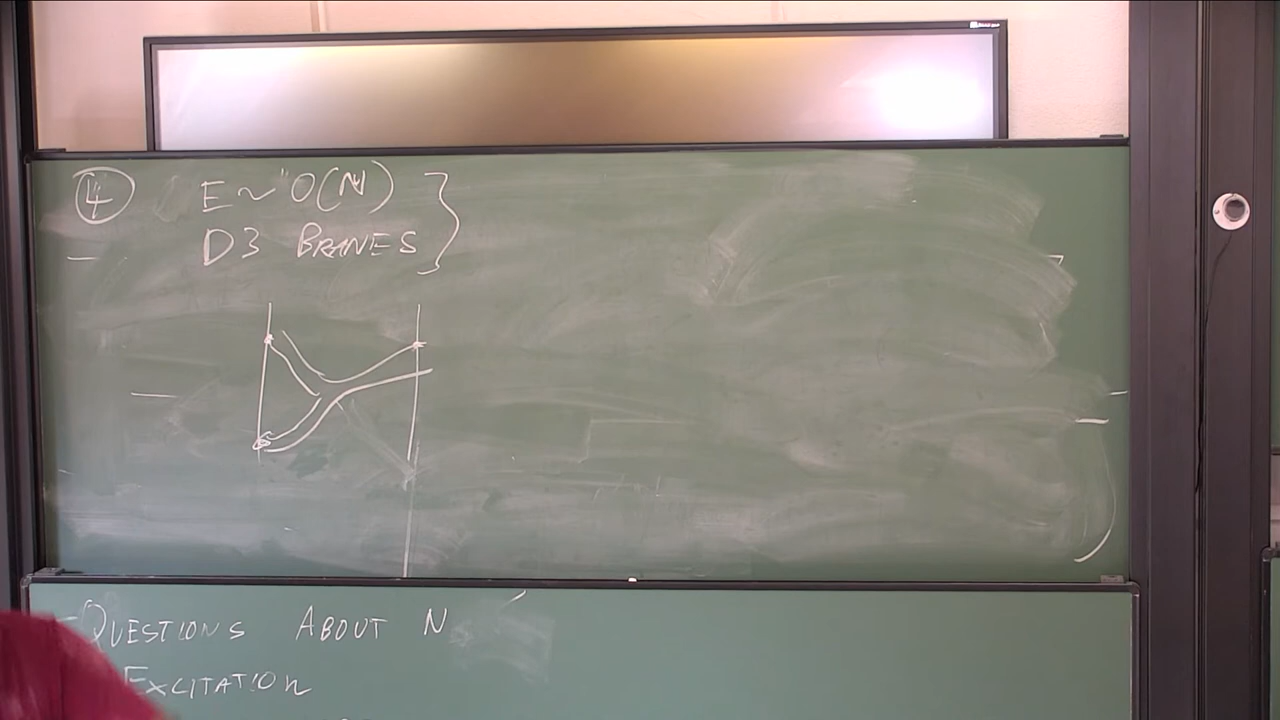 ④ E ~ "O(N)
D3 BRANES
QUESTIONS ABOUT N
EXCITATION